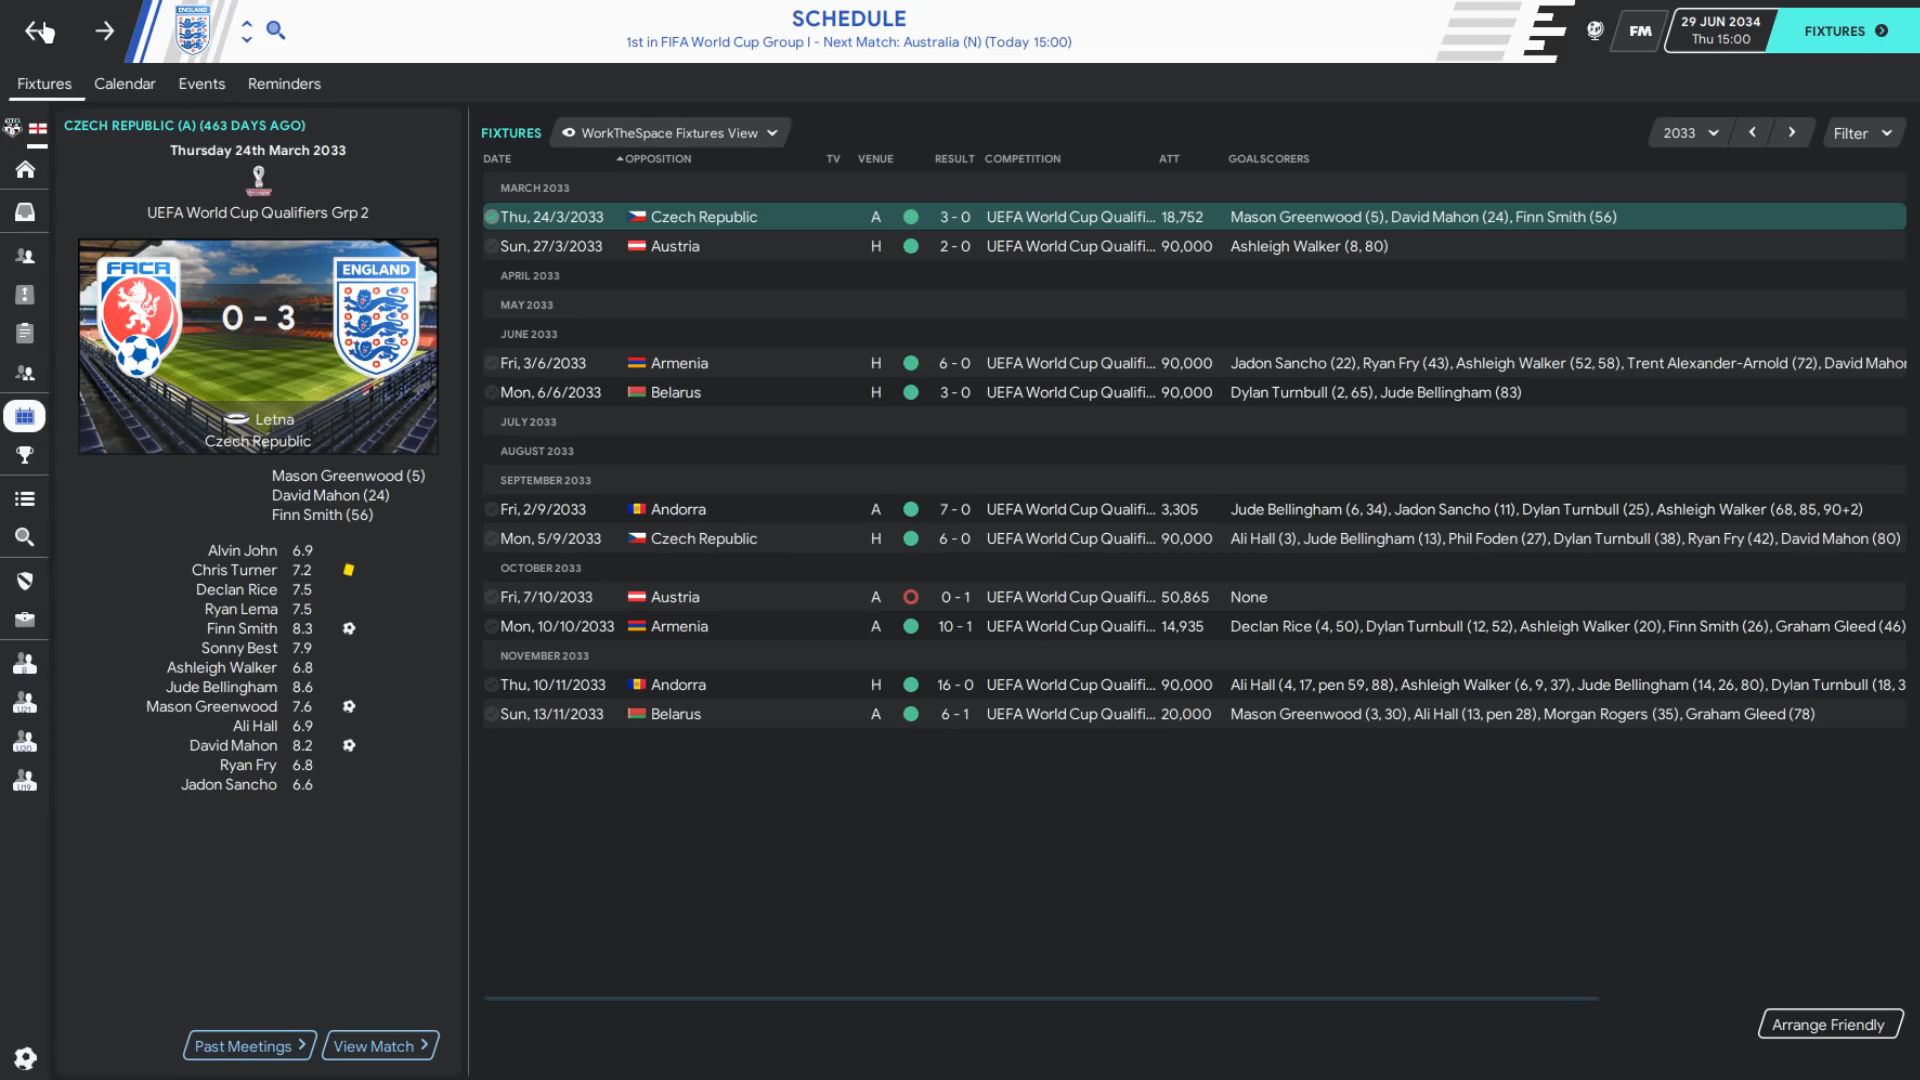 SCHEDULE
1st in FIFA World Cup Group I - Next Match: Australia (N) (Today 15:00)
ENGLAND
FM
29 JUN 2034
Thu 15:00
FIXTURES
Fixtures Calendar Events Reminders
CZECH REPUBLIC (A) (463 DAYS AGO)
Thursday 24th March 2033
UEFA World Cup Qualifiers Grp 2
FACR
ENGLAND
0 - 3
Letna
Czech Republic
Mason Greenwood (5)
David Mahon (24)
Finn Smith (56)
Alvin John 6.9
Chris Turner 7.2
Declan Rice 7.5
Ryan Lema 7.5
Finn Smith 8.3
Sonny Best 7.9
Ashleigh Walker 6.8
Jude Bellingham 8.6
Mason Greenwood 7.6
Ali Hall 6.9
David Mahon 8.2
Ryan Fry 6.8
Jadon Sancho 6.6
Past Meetings
View Match
U21
U20
U19
FIXTURES WorkTheSpace Fixtures View 2033 Filter
DATE OPPOSITION TV VENUE RESULT COMPETITION ATT GOALSCORERS
MARCH 2033
Thu, 24/3/2033 Czech Republic A 3 - 0 UEFA World Cup Qualifi... 18,752 Mason Greenwood (5), David Mahon (24), Finn Smith (56)
Sun, 27/3/2033 Austria H 2 - 0 UEFA World Cup Qualifi... 90,000 Ashleigh Walker (8, 80)
APRIL 2033
MAY 2033
JUNE 2033
Fri, 3/6/2033 Armenia H 6 - 0 UEFA World Cup Qualifi... 90,000 Jadon Sancho (22), Ryan Fry (43), Ashleigh Walker (52, 58), Trent Alexander-Arnold (72), David Mahon
Mon, 6/6/2033 Belarus H 3 - 0 UEFA World Cup Qualifi... 90,000 Dylan Turnbull (2, 65), Jude Bellingham (83)
JULY 2033
AUGUST 2033
SEPTEMBER 2033
Fri, 2/9/2033 Andorra A 7 - 0 UEFA World Cup Qualifi... 3,305 Jude Bellingham (6, 34), Jadon Sancho (11), Dylan Turnbull (25), Ashleigh Walker (68, 85, 90+2)
Mon, 5/9/2033 Czech Republic H 6 - 0 UEFA World Cup Qualifi... 90,000 Ali Hall (3), Jude Bellingham (13), Phil Foden (27), Dylan Turnbull (38), Ryan Fry (42), David Mahon (80)
OCTOBER 2033
Fri, 7/10/2033 Austria A 0 - 1 UEFA World Cup Qualifi... 50,865 None
Mon, 10/10/2033 Armenia A 10 - 1 UEFA World Cup Qualifi... 14,935 Declan Rice (4, 50), Dylan Turnbull (12, 52), Ashleigh Walker (20), Finn Smith (26), Graham Gleed (46)
NOVEMBER 2033
Thu, 10/11/2033 Andorra H 16 - 0 UEFA World Cup Qualifi... 90,000 Ali Hall (4, 17, pen 59, 88), Ashleigh Walker (6, 9, 37), Jude Bellingham (14, 26, 80), Dylan Turnbull (18, 3
Sun, 13/11/2033 Belarus A 6 - 1 UEFA World Cup Qualifi... 20,000 Mason Greenwood (3, 30), Ali Hall (13, pen 28), Morgan Rogers (35), Graham Gleed (78)
Arrange Friendly